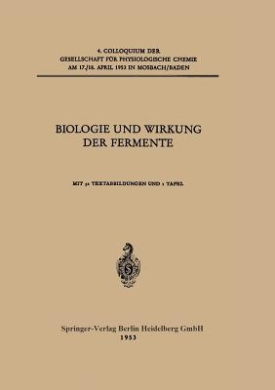 4. COLLOQUIUM DER
GESELLSCHAFT FÜR PHYSIOLOGISCHE CHEMIE
AM 17./18. APRIL 1953 IN MOSBACH/BADEN
BIOLOGIE UND WIRKUNG
DER FERMENTE
MIT TEXTABBILDUNGEN UND 1 TAFEL
Springer-Verlag Berlin Heidelberg GmbH
1953